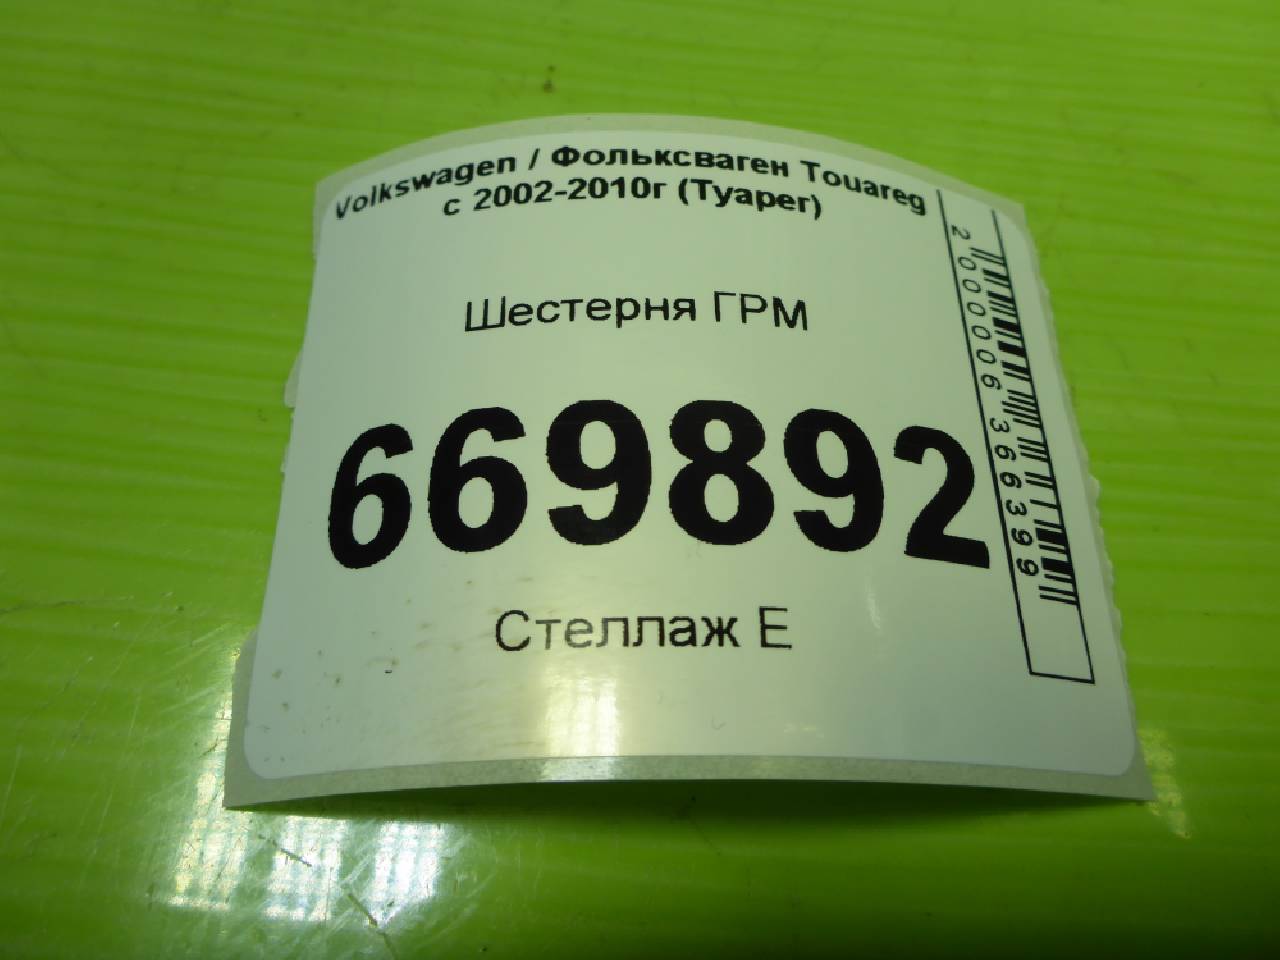 Volkswagen / Фольксваген Touareg
с 2002-2010г (Туарег)
Шестерня ГРМ
669892
Стеллаж Е
2000006366399